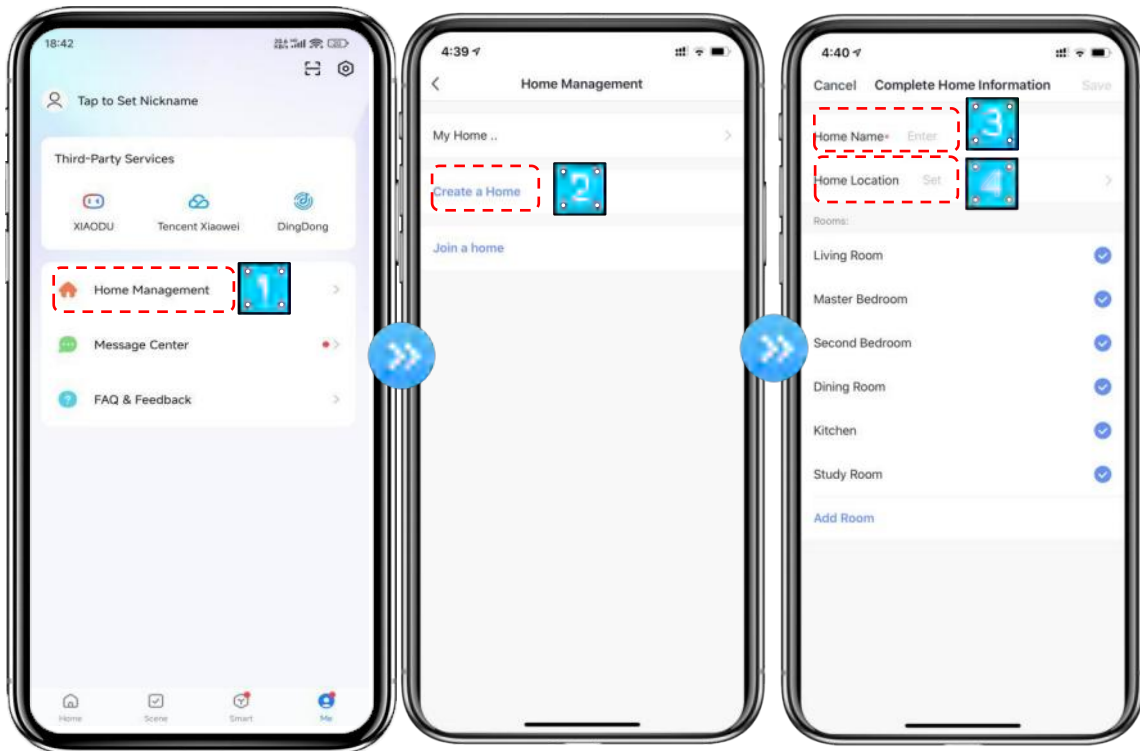 18:42
Tap to Set Nickname
Third-Party Services
XIAODU
Tencent Xiaowei
DingDong
Home Management
1
Message Center
FAQ & Feedback
Home
Scene
Smart
Me
4:39
Home Management
My Home ..
Create a Home
2
Join a home
4:40
Cancel
Complete Home Information
Save
Home Name*
Enter
3
Home Location
Set
4
Rooms:
Living Room
Master Bedroom
Second Bedroom
Dining Room
Kitchen
Study Room
Add Room